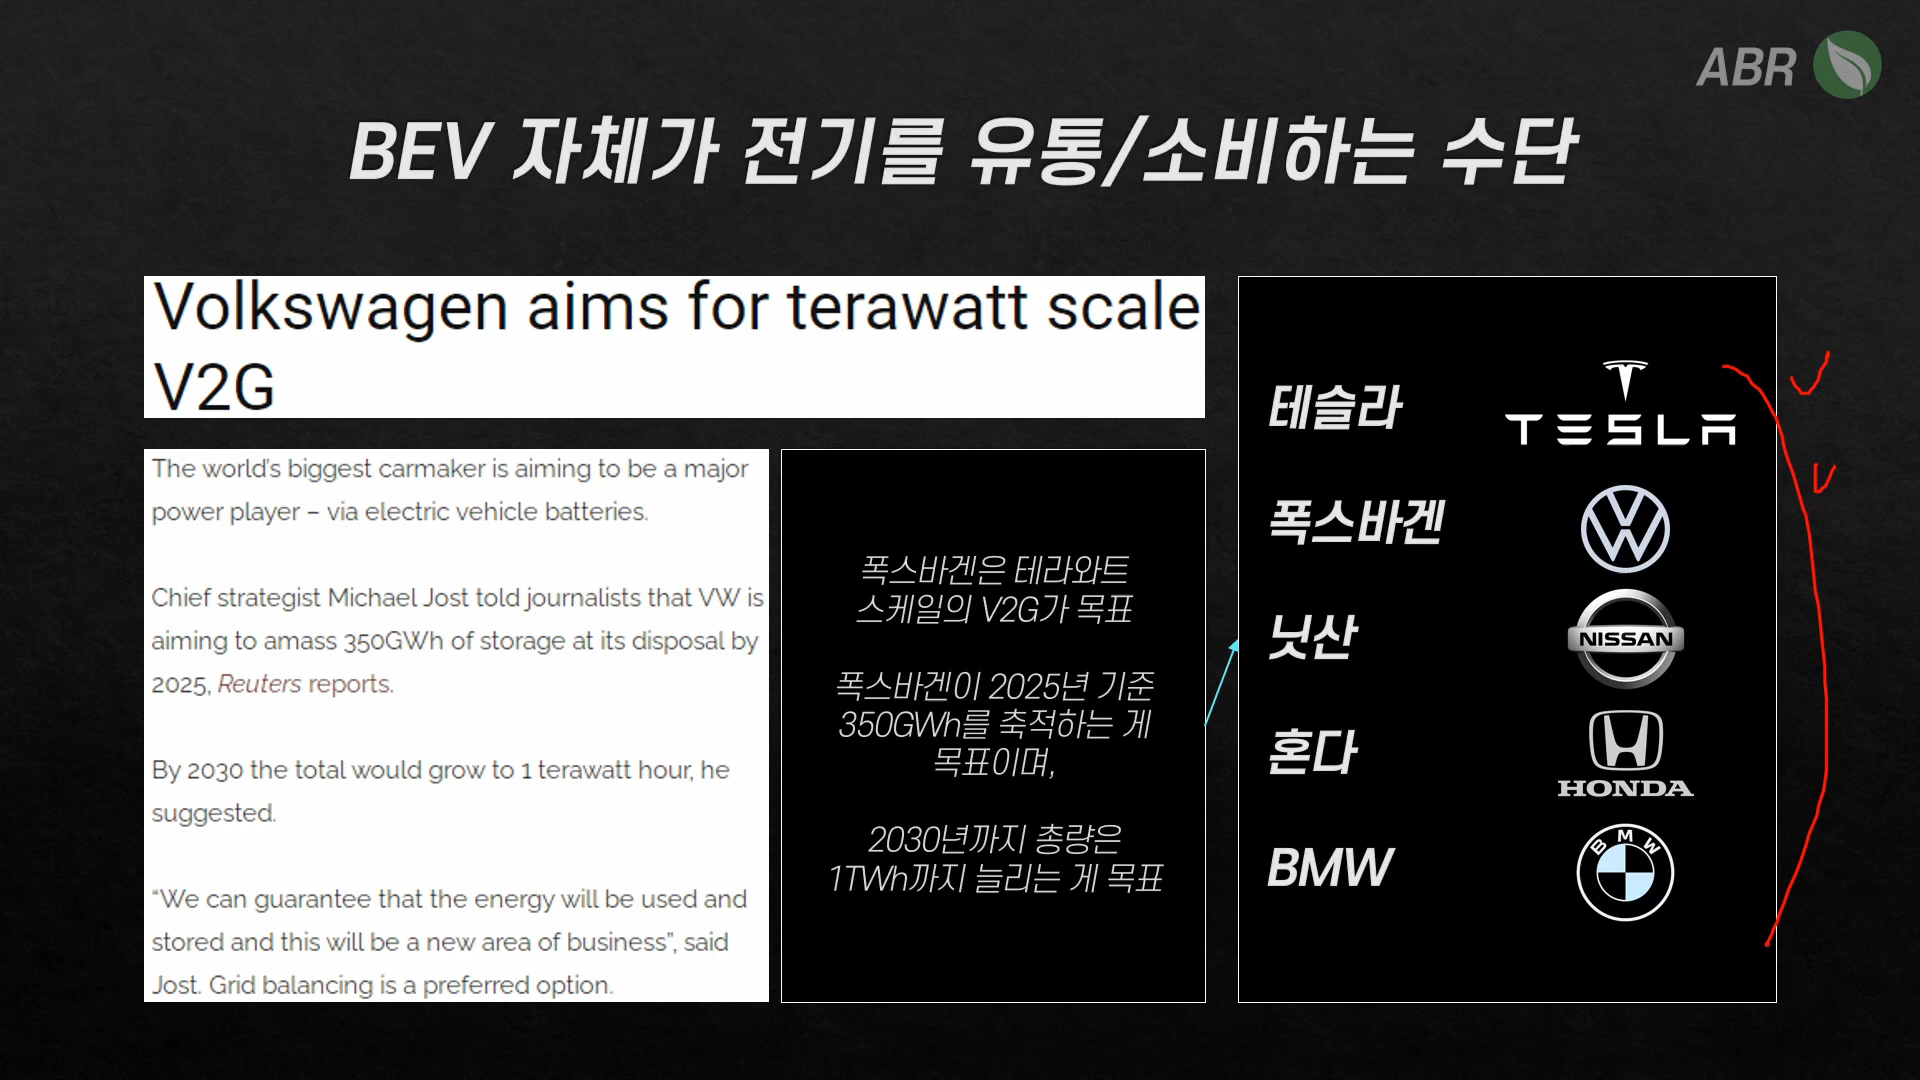 ABR
BEV 자체가 전기를 유통/소비하는 수단
Volkswagen aims for terawatt scale
V2G
The world's biggest carmaker is aiming to be a major
power player – via electric vehicle batteries.
Chief strategist Michael Jost told journalists that VW is
aiming to amass 350GWh of storage at its disposal by
2025, Reuters reports.
By 2030 the total would grow to 1 terawatt hour, he
suggested.
“We can guarantee that the energy will be used and
stored and this will be a new area of business”, said
Jost. Grid balancing is a preferred option.
폭스바겐은 테라와트
스케일의 V2G가 목표
폭스바겐이 2025년 기준
350GWh를 축적하는 게
목표이며,
2030년까지 총량은
1TWh까지 늘리는 게 목표
테슬라
TESLA
폭스바겐
닛산
NISSAN
혼다
HONDA
BMW
BMW